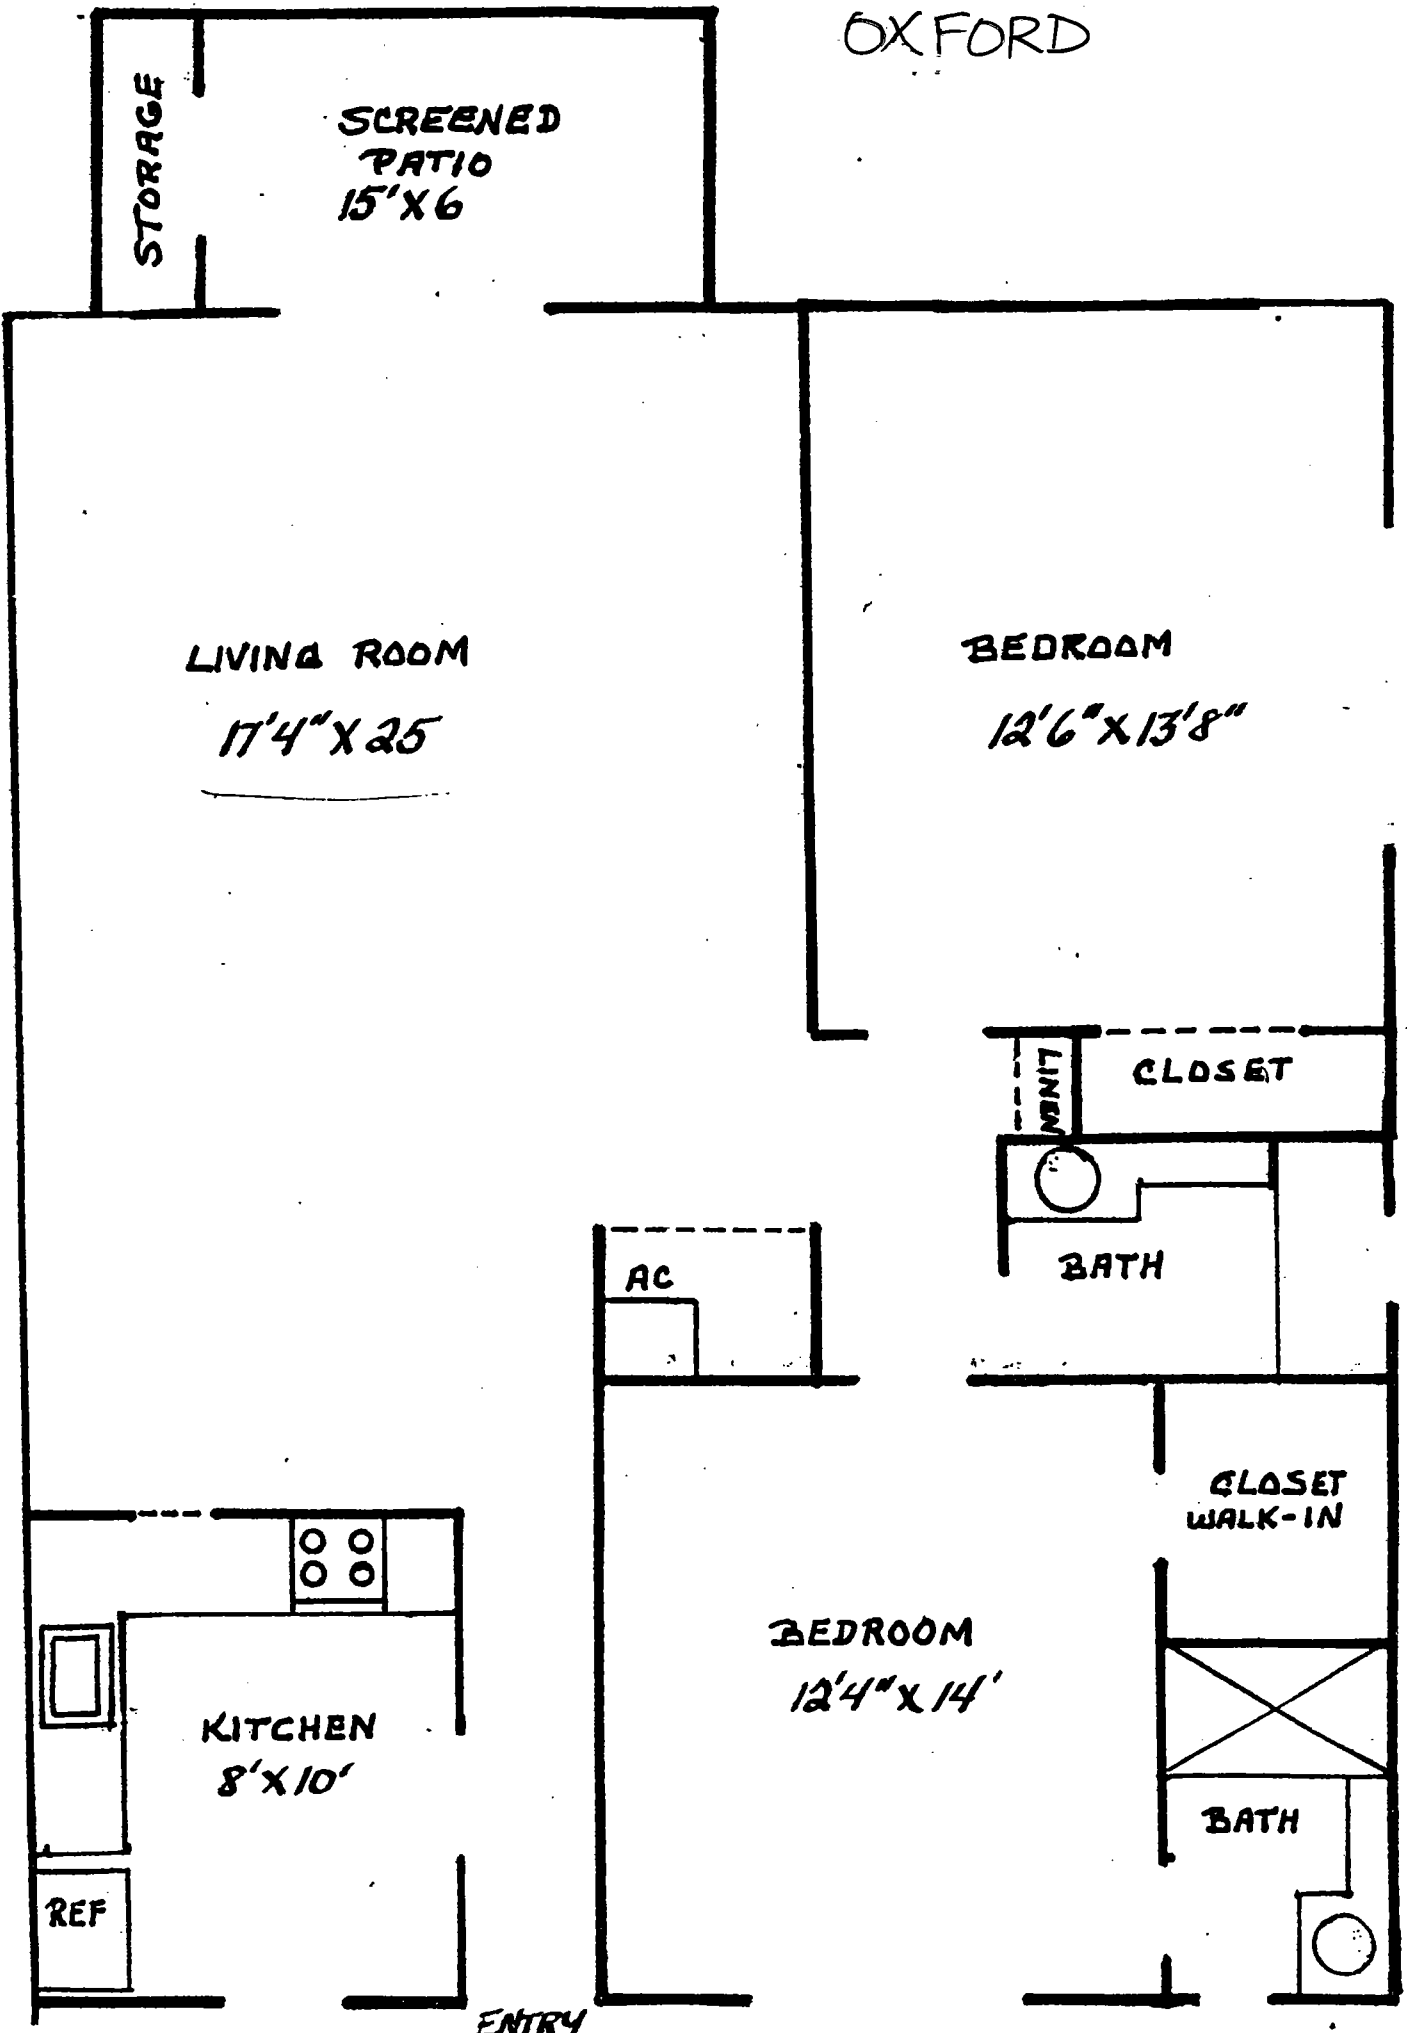 OXFORD
STORAGE
SCREENED
PATIO
15'X6
LIVING ROOM
17'4"X25
BEDROOM
12'6"X13'8"
LINEN
CLOSET
BATH
AC
CLOSET
WALK-IN
BEDROOM
12'4"X14'
KITCHEN
8'X10'
BATH
REF
ENTRY